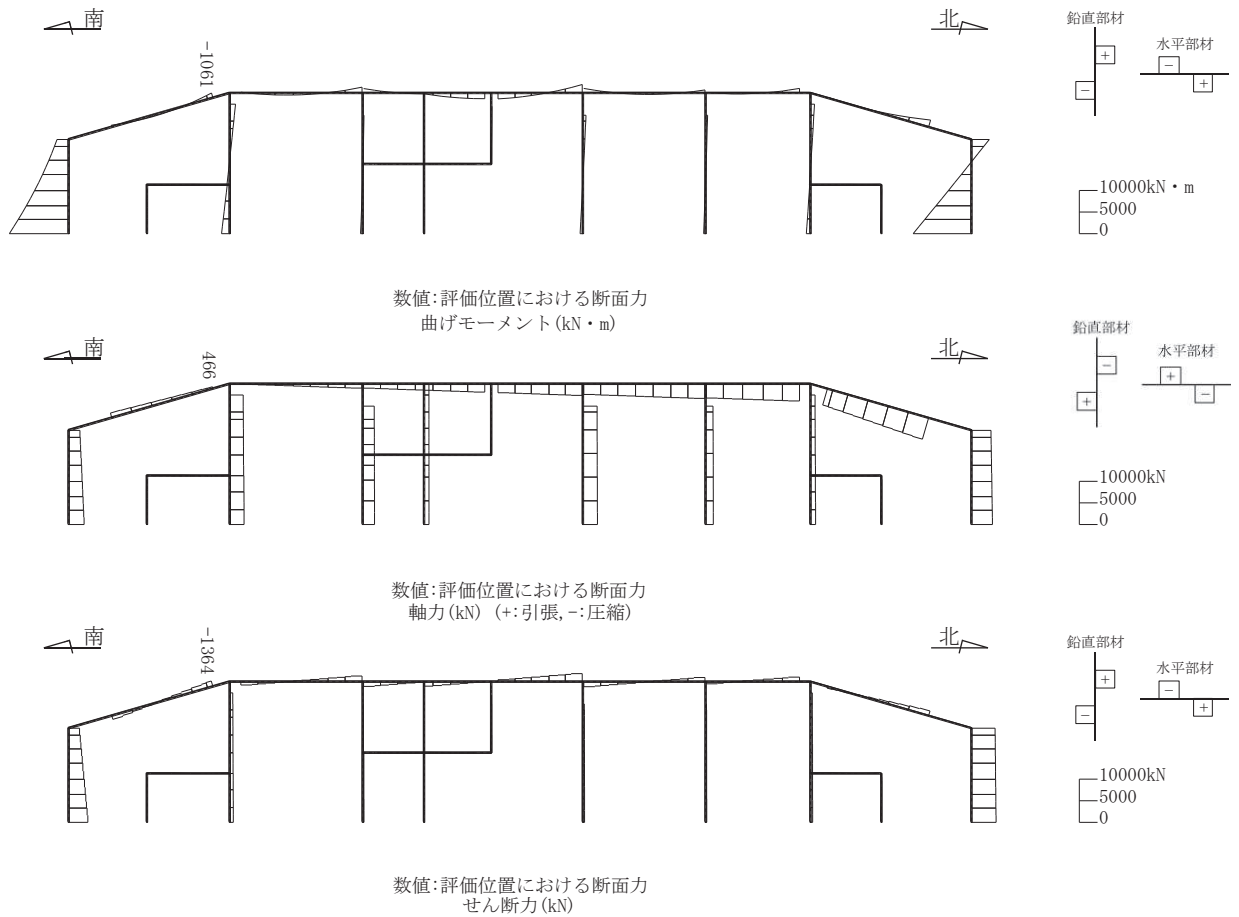 南
北
-1061
鉛直部材
+
-
水平部材
-
+
10000kN・m
5000
0
数値:評価位置における断面力
曲げモーメント(kN・m)
南
北
466
鉛直部材
-
+
水平部材
+
-
10000kN
5000
0
数値:評価位置における断面力
軸力(kN) (+:引張,-:圧縮)
南
北
-1364
鉛直部材
+
-
水平部材
-
+
10000kN
5000
0
数値:評価位置における断面力
せん断力(kN)